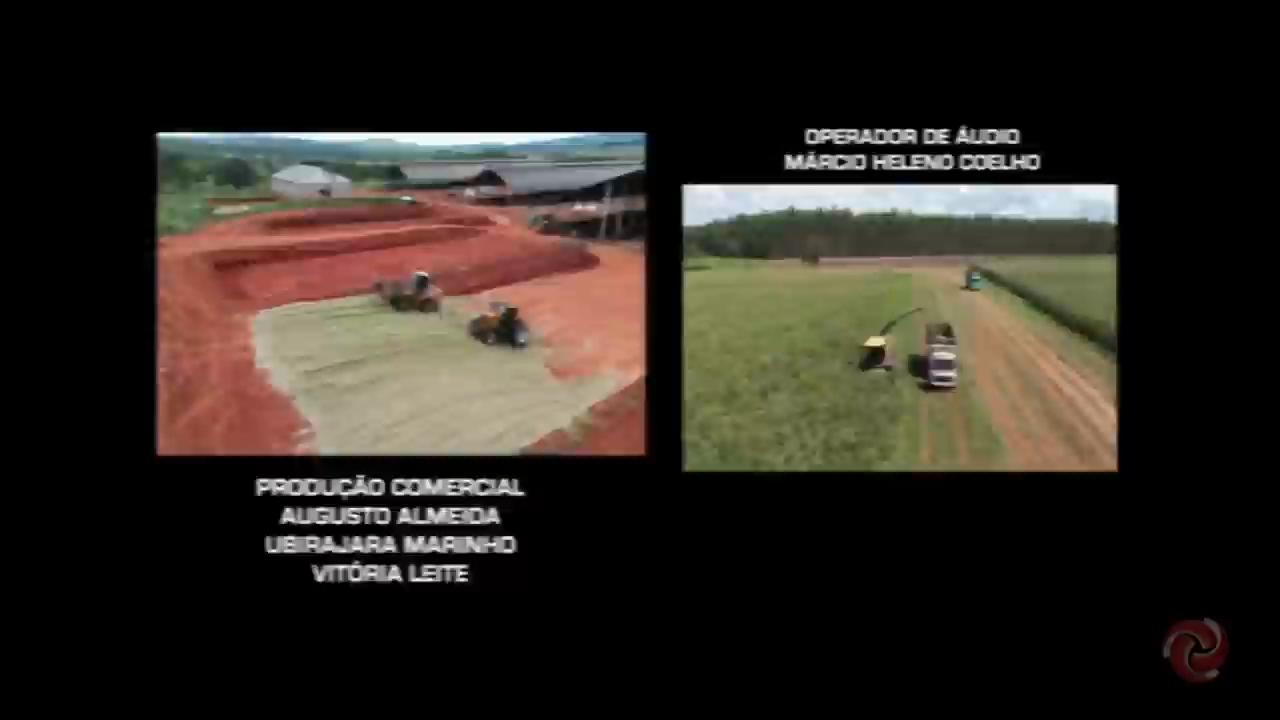 OPERADOR DE ÁUDIO
MÁRCIO HELENO COELHO
PRODUÇÃO COMERCIAL
AUGUSTO ALMEIDA
UBIRAJARA MARINHO
VITÓRIA LEITE